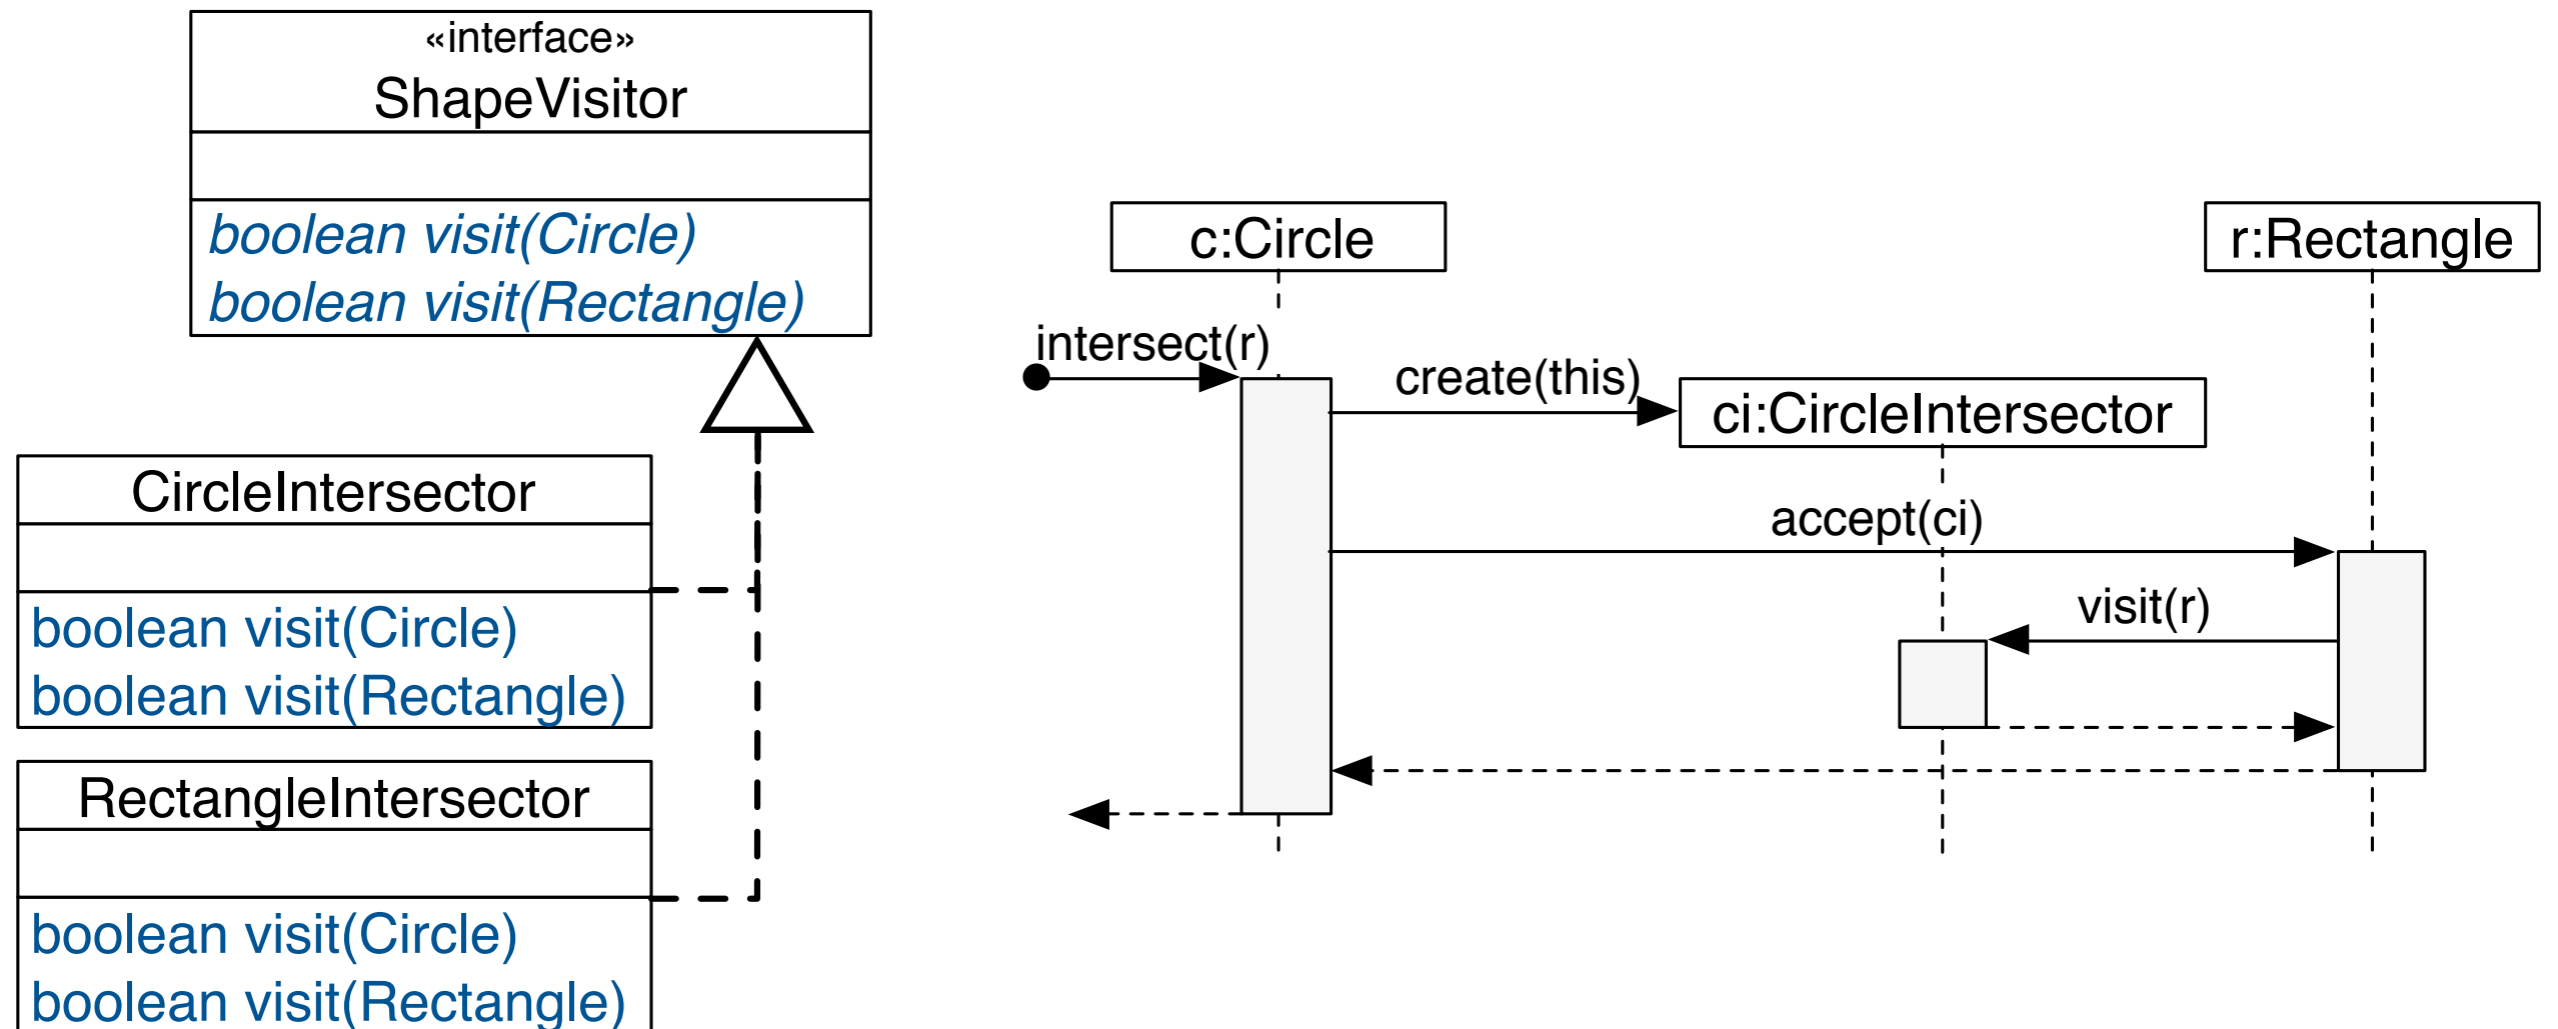 «interface»
ShapeVisitor
boolean visit(Circle)
boolean visit(Rectangle)
CircleIntersector
boolean visit(Circle)
boolean visit(Rectangle)
RectangleIntersector
boolean visit(Circle)
boolean visit(Rectangle)
c:Circle
r:Rectangle
intersect(r)
create(this)
ci:CircleIntersector
accept(ci)
visit(r)